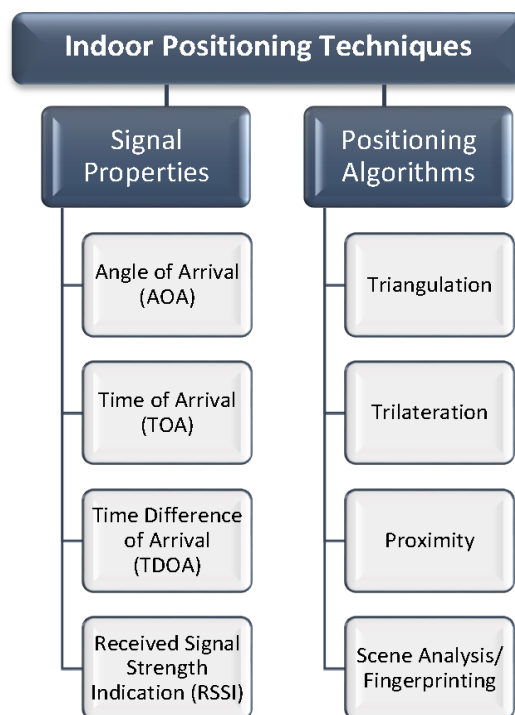 Indoor Positioning Techniques
Signal
Properties
Angle of Arrival
(AOA)
Time of Arrival
(TOA)
Time Difference
of Arrival
(TDOA)
Received Signal
Strength
Indication (RSSI)
Positioning
Algorithms
Triangulation
Trilateration
Proximity
Scene Analysis/
Fingerprinting